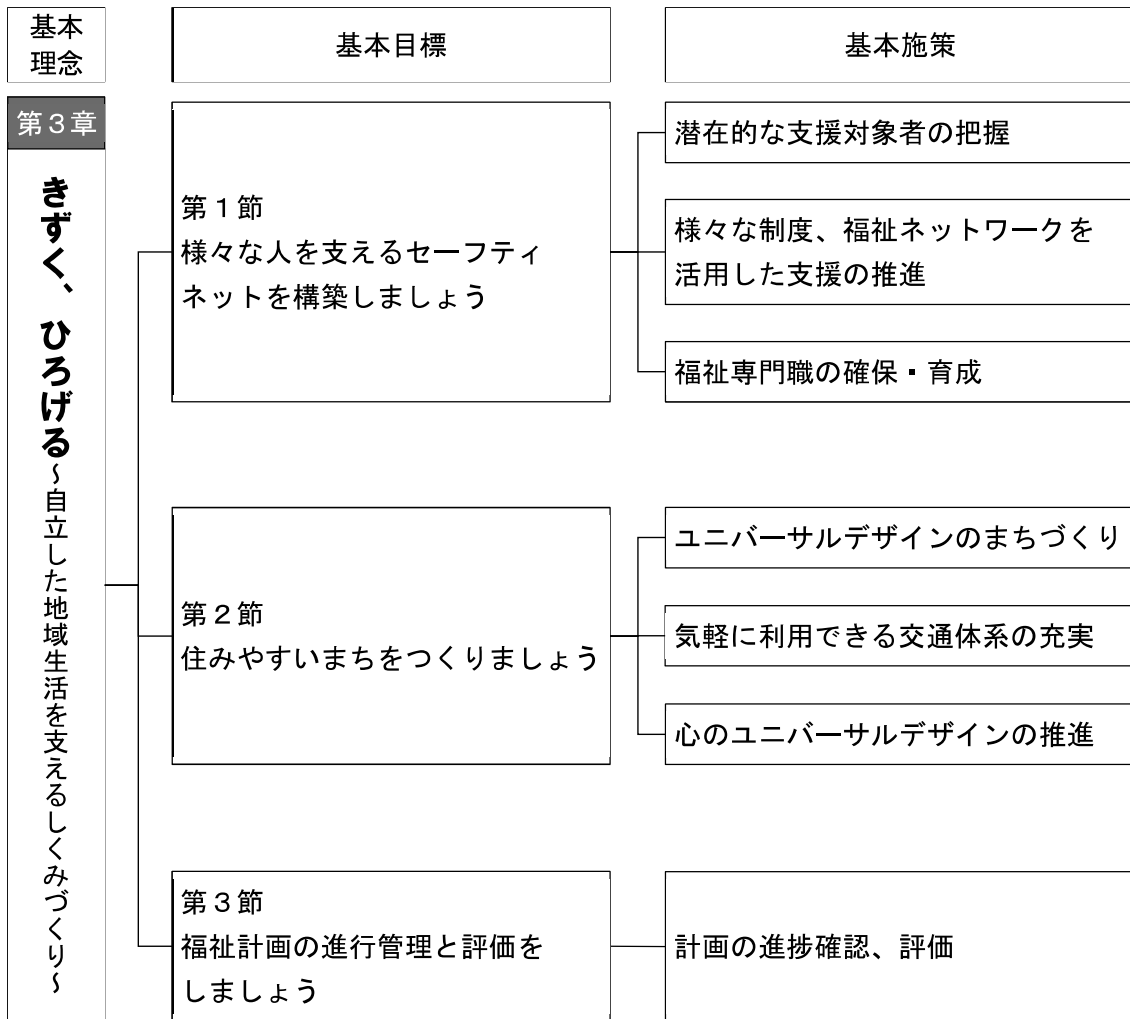 基本
理念
基本目標
基本施策
第３章
きずく、ひろげる～自立した地域生活を支えるしくみづくり～
第１節
様々な人を支えるセーフティ
ネットを構築しましょう
潜在的な支援対象者の把握
様々な制度、福祉ネットワークを
活用した支援の推進
福祉専門職の確保・育成
第２節
住みやすいまちをつくりましょう
ユニバーサルデザインのまちづくり
気軽に利用できる交通体系の充実
心のユニバーサルデザインの推進
第３節
福祉計画の進行管理と評価を
しましょう
計画の進捗確認、評価